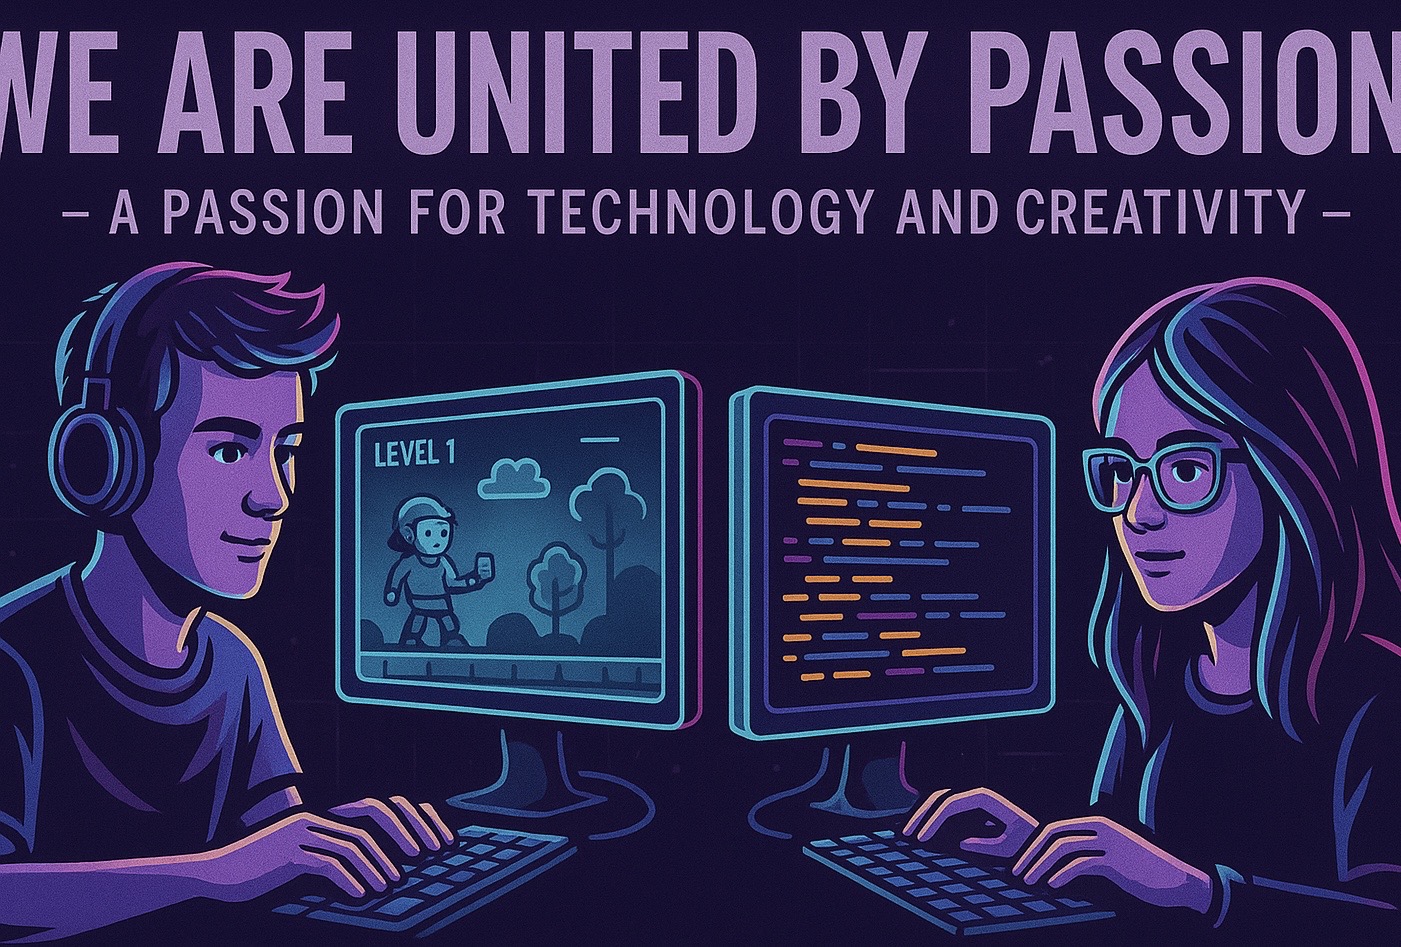 WE ARE UNITED BY PASSION
– A PASSION FOR TECHNOLOGY AND CREATIVITY –
LEVEL 1